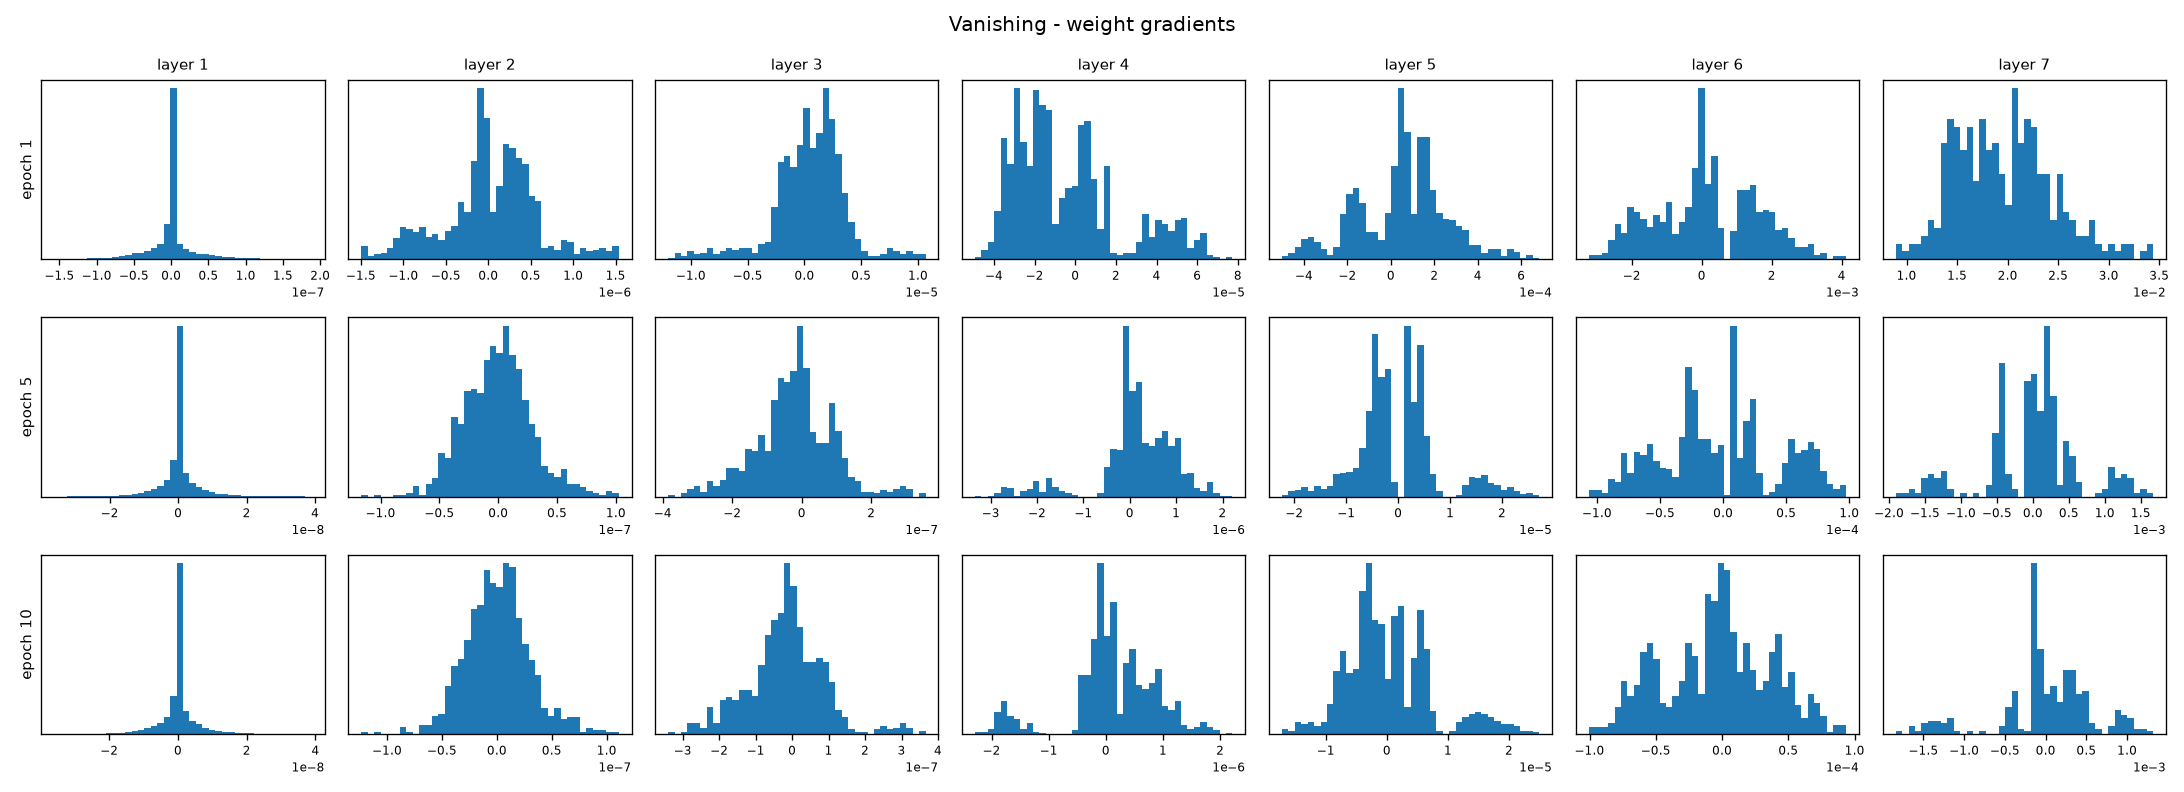 Vanishing - weight gradients
layer 1 layer 2 layer 3 layer 4 layer 5 layer 6 layer 7
epoch 1
−1.5 −1.0 −0.5 0.0 0.5 1.0 1.5 2.0 −1.5 −1.0 −0.5 0.0 0.5 1.0 1.5 −1.0 −0.5 0.0 0.5 1.0 −4 −2 0 2 4 6 8 −4 −2 0 2 4 6 −2 0 2 4 1.0 1.5 2.0 2.5 3.0 3.5
1e−7 1e−6 1e−5 1e−5 1e−4 1e−3 1e−2
epoch 5
−2 0 2 4 −1.0 −0.5 0.0 0.5 1.0 −4 −2 0 2 −3 −2 −1 0 1 2 −2 −1 0 1 2 −1.0 −0.5 0.0 0.5 1.0 −2.0 −1.5 −1.0 −0.5 0.0 0.5 1.0 1.5
1e−8 1e−7 1e−7 1e−6 1e−5 1e−4 1e−3
epoch 10
−2 0 2 4 −1.0 −0.5 0.0 0.5 1.0 −3 −2 −1 0 1 2 3 4 −2 −1 0 1 2 −1 0 1 2 −1.0 −0.5 0.0 0.5 1.0 −1.5 −1.0 −0.5 0.0 0.5 1.0
1e−8 1e−7 1e−7 1e−6 1e−5 1e−4 1e−3